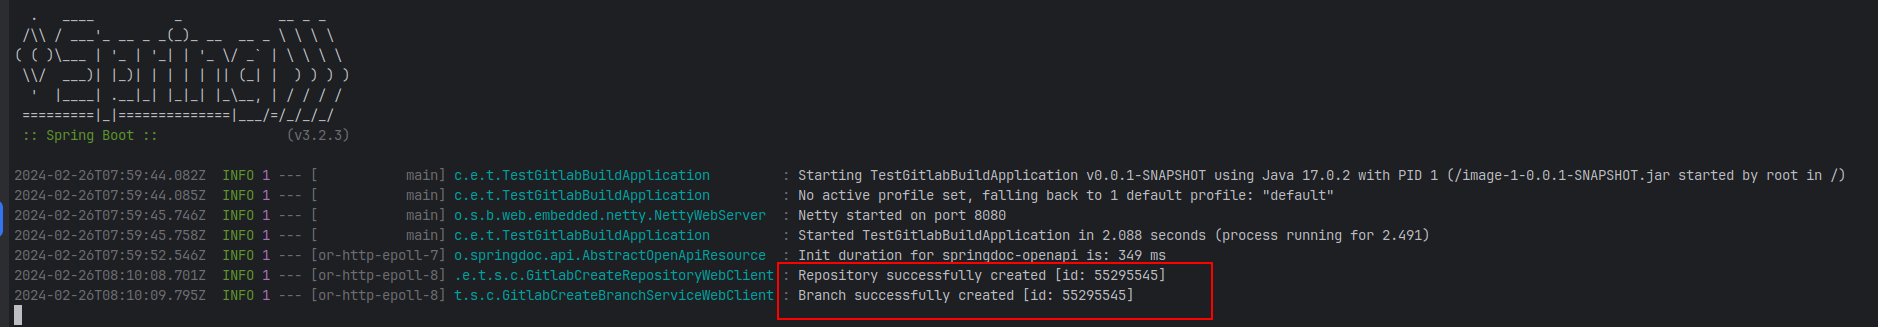 .   ____          _            __ _ _
 /\\ / ___'_ __ _ _(_)_ __  __ _ \ \ \ \
( ( )\___ | '_ | '_| | '_ \/ _` | \ \ \ \
 \\/  ___)| |_)| | | | | || (_| |  ) ) ) )
  '  |____| .__|_| |_|_| |_\__, | / / / /
 =========|_|==============|___/=/_/_/_/
 :: Spring Boot ::                (v3.2.3)
2024-02-26T07:59:44.082Z  INFO 1 --- [           main] c.e.t.TestGitlabBuildApplication         : Starting TestGitlabBuildApplication v0.0.1-SNAPSHOT using Java 17.0.2 with PID 1 (/image-1-0.0.1-SNAPSHOT.jar started by root in /)
2024-02-26T07:59:44.085Z  INFO 1 --- [           main] c.e.t.TestGitlabBuildApplication         : No active profile set, falling back to 1 default profile: "default"
2024-02-26T07:59:45.746Z  INFO 1 --- [           main] o.s.b.web.embedded.netty.NettyWebServer  : Netty started on port 8080
2024-02-26T07:59:45.758Z  INFO 1 --- [           main] c.e.t.TestGitlabBuildApplication         : Started TestGitlabBuildApplication in 2.088 seconds (process running for 2.491)
2024-02-26T07:59:52.546Z  INFO 1 --- [or-http-epoll-7] o.springdoc.api.AbstractOpenApiResource  : Init duration for springdoc-openapi is: 349 ms
2024-02-26T08:10:08.701Z  INFO 1 --- [or-http-epoll-8] .e.t.s.c.GitlabCreateRepositoryWebClient : Repository successfully created [id: 55295545]
2024-02-26T08:10:09.795Z  INFO 1 --- [or-http-epoll-8] t.s.c.GitlabCreateBranchServiceWebClient : Branch successfully created [id: 55295545]